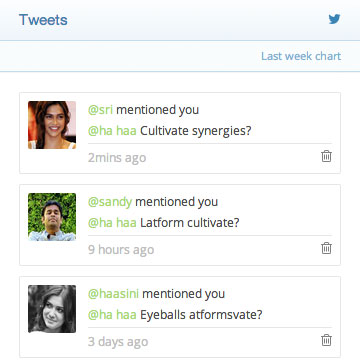 Tweets
Last week chart
@sri mentioned you
@ha haa Cultivate synergies?
2mins ago
@sandy mentioned you
@ha haa Latform cultivate?
9 hours ago
@haasini mentioned you
@ha haa Eyeballs atformsvate?
3 days ago